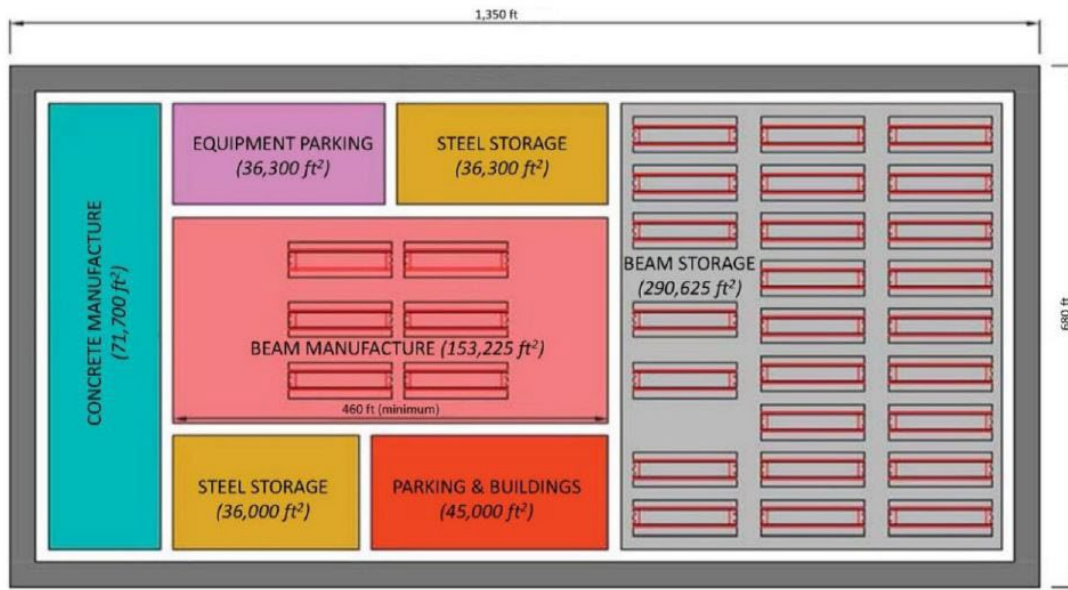 1,350 ft
EQUIPMENT PARKING
(36,300 ft²)
STEEL STORAGE
(36,300 ft²)
CONCRETE MANUFACTURE
(71,700 ft²)
BEAM STORAGE
(290,625 ft²)
680 ft
BEAM MANUFACTURE (153,225 ft²)
460 ft (minimum)
STEEL STORAGE
(36,000 ft²)
PARKING & BUILDINGS
(45,000 ft²)